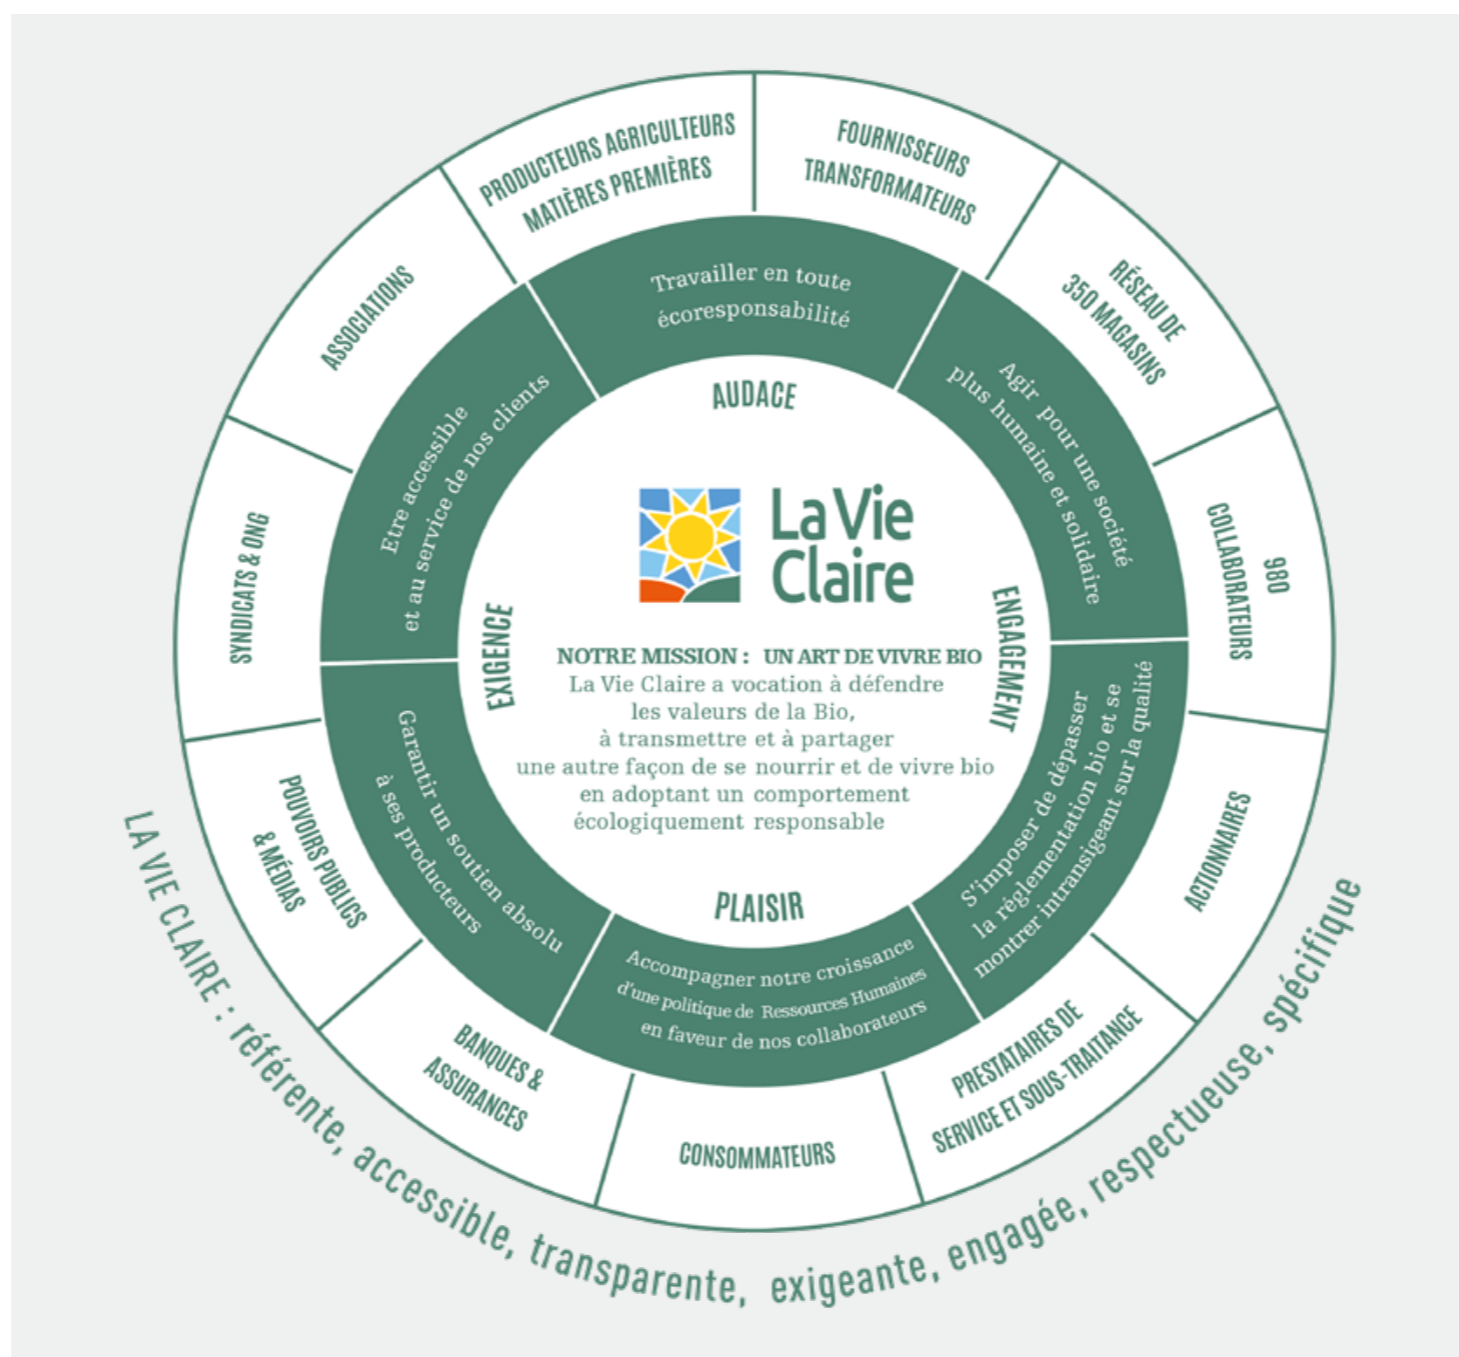 PRODUCTEURS AGRICULTEURS
MATIÈRES PREMIÈRES
FOURNISSEURS
TRANSFORMATEURS
RÉSEAU DE
350 MAGASINS
980
COLLABORATEURS
ACTIONNAIRES
PRESTATAIRES DE
SERVICE ET SOUS-TRAITANCE
CONSOMMATEURS
BANQUES &
ASSURANCES
POUVOIRS PUBLICS
& MÉDIAS
SYNDICATS & ONG
ASSOCIATIONS
Travailler en toute
écoresponsabilité
Agir pour une société
plus humaine et solidaire
S'imposer de dépasser
la réglementation bio et se
montrer intransigeant sur la qualité
Accompagner notre croissance
d'une politique de Ressources Humaines
en faveur de nos collaborateurs
Garantir un soutien absolu
à ses producteurs
Etre accessible
et au service de nos clients
AUDACE
ENGAGEMENT
PLAISIR
EXIGENCE
La Vie
Claire
NOTRE MISSION : UN ART DE VIVRE BIO
La Vie Claire a vocation à défendre
les valeurs de la Bio,
à transmettre et à partager
une autre façon de se nourrir et de vivre bio
en adoptant un comportement
écologiquement responsable
LA VIE CLAIRE : référente, accessible, transparente, exigeante, engagée, respectueuse, spécifique